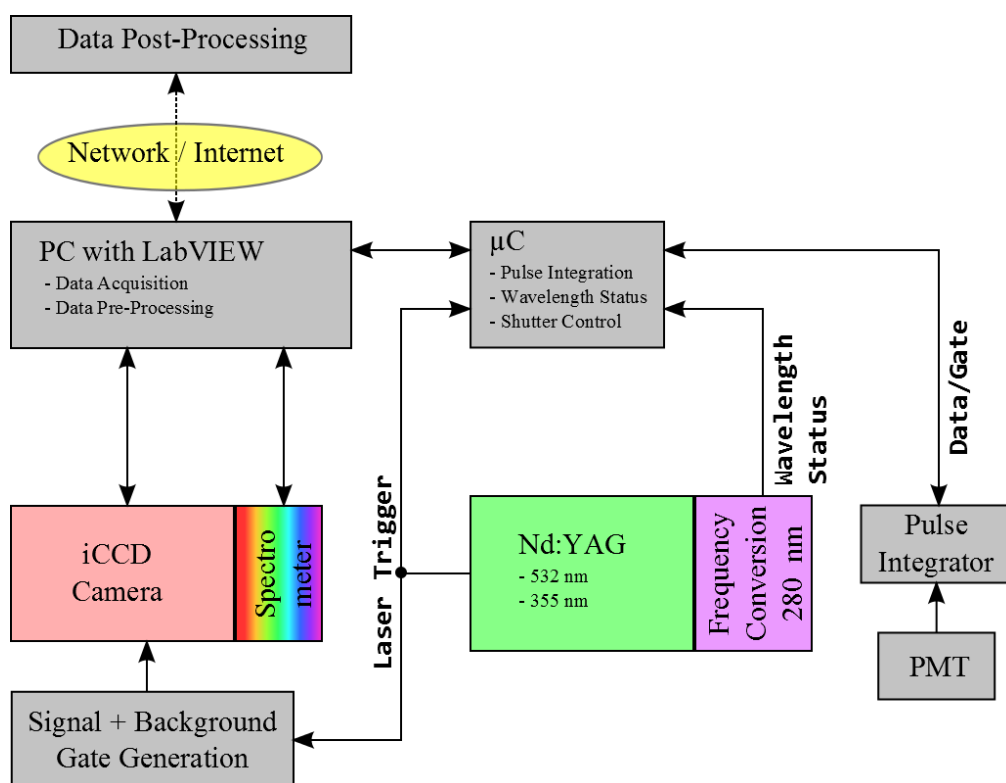 Data Post-Processing
Network / Internet
PC with LabVIEW
- Data Acquisition
- Data Pre-Processing
µC
- Pulse Integration
- Wavelength Status
- Shutter Control
Wavelength
Status
Data/Gate
Laser Trigger
iCCD
Camera
Spectro
meter
Nd:YAG
- 532 nm
- 355 nm
Frequency
Conversion
280 nm
Pulse
Integrator
PMT
Signal + Background
Gate Generation